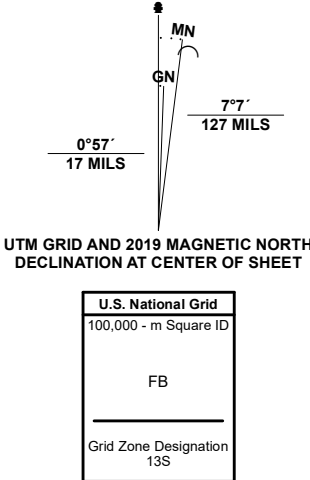 MN
GN
7°7´
127 MILS
0°57´
17 MILS
UTM GRID AND 2019 MAGNETIC NORTH
DECLINATION AT CENTER OF SHEET
U.S. National Grid
100,000 - m Square ID
FB
Grid Zone Designation
13S